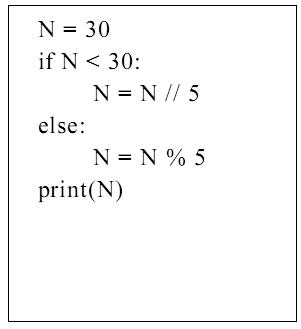 N = 30
if N < 30:
    N = N // 5
else:
    N = N % 5
print(N)